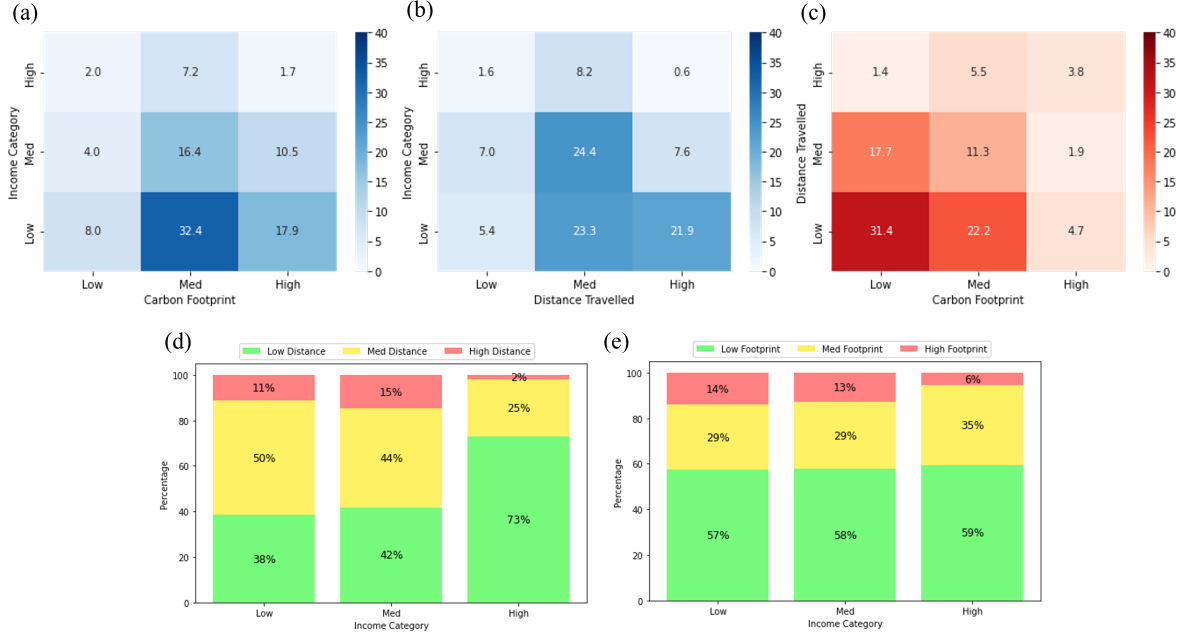 (a)
40
35
30
25
20
15
10
5
0
Income Category
High
Med
Low
2.0 7.2 1.7
4.0 16.4 10.5
8.0 32.4 17.9
Low Med High
Carbon Footprint
(b)
40
35
30
25
20
15
10
5
0
Income Category
High
Med
Low
1.6 8.2 0.6
7.0 24.4 7.6
5.4 23.3 21.9
Low Med High
Distance Travelled
(c)
40
35
30
25
20
15
10
5
0
Distance Travelled
High
Med
Low
1.4 5.5 3.8
17.7 11.3 1.9
31.4 22.2 4.7
Low Med High
Carbon Footprint
(d)
Low Distance Med Distance High Distance
Percentage
100
80
60
40
20
0
11% 15% 2%
50% 44% 25%
38% 42% 73%
Low Med High
Income Category
(e)
Low Footprint Med Footprint High Footprint
Percentage
100
80
60
40
20
0
14% 13% 6%
29% 29% 35%
57% 58% 59%
Low Med High
Income Category